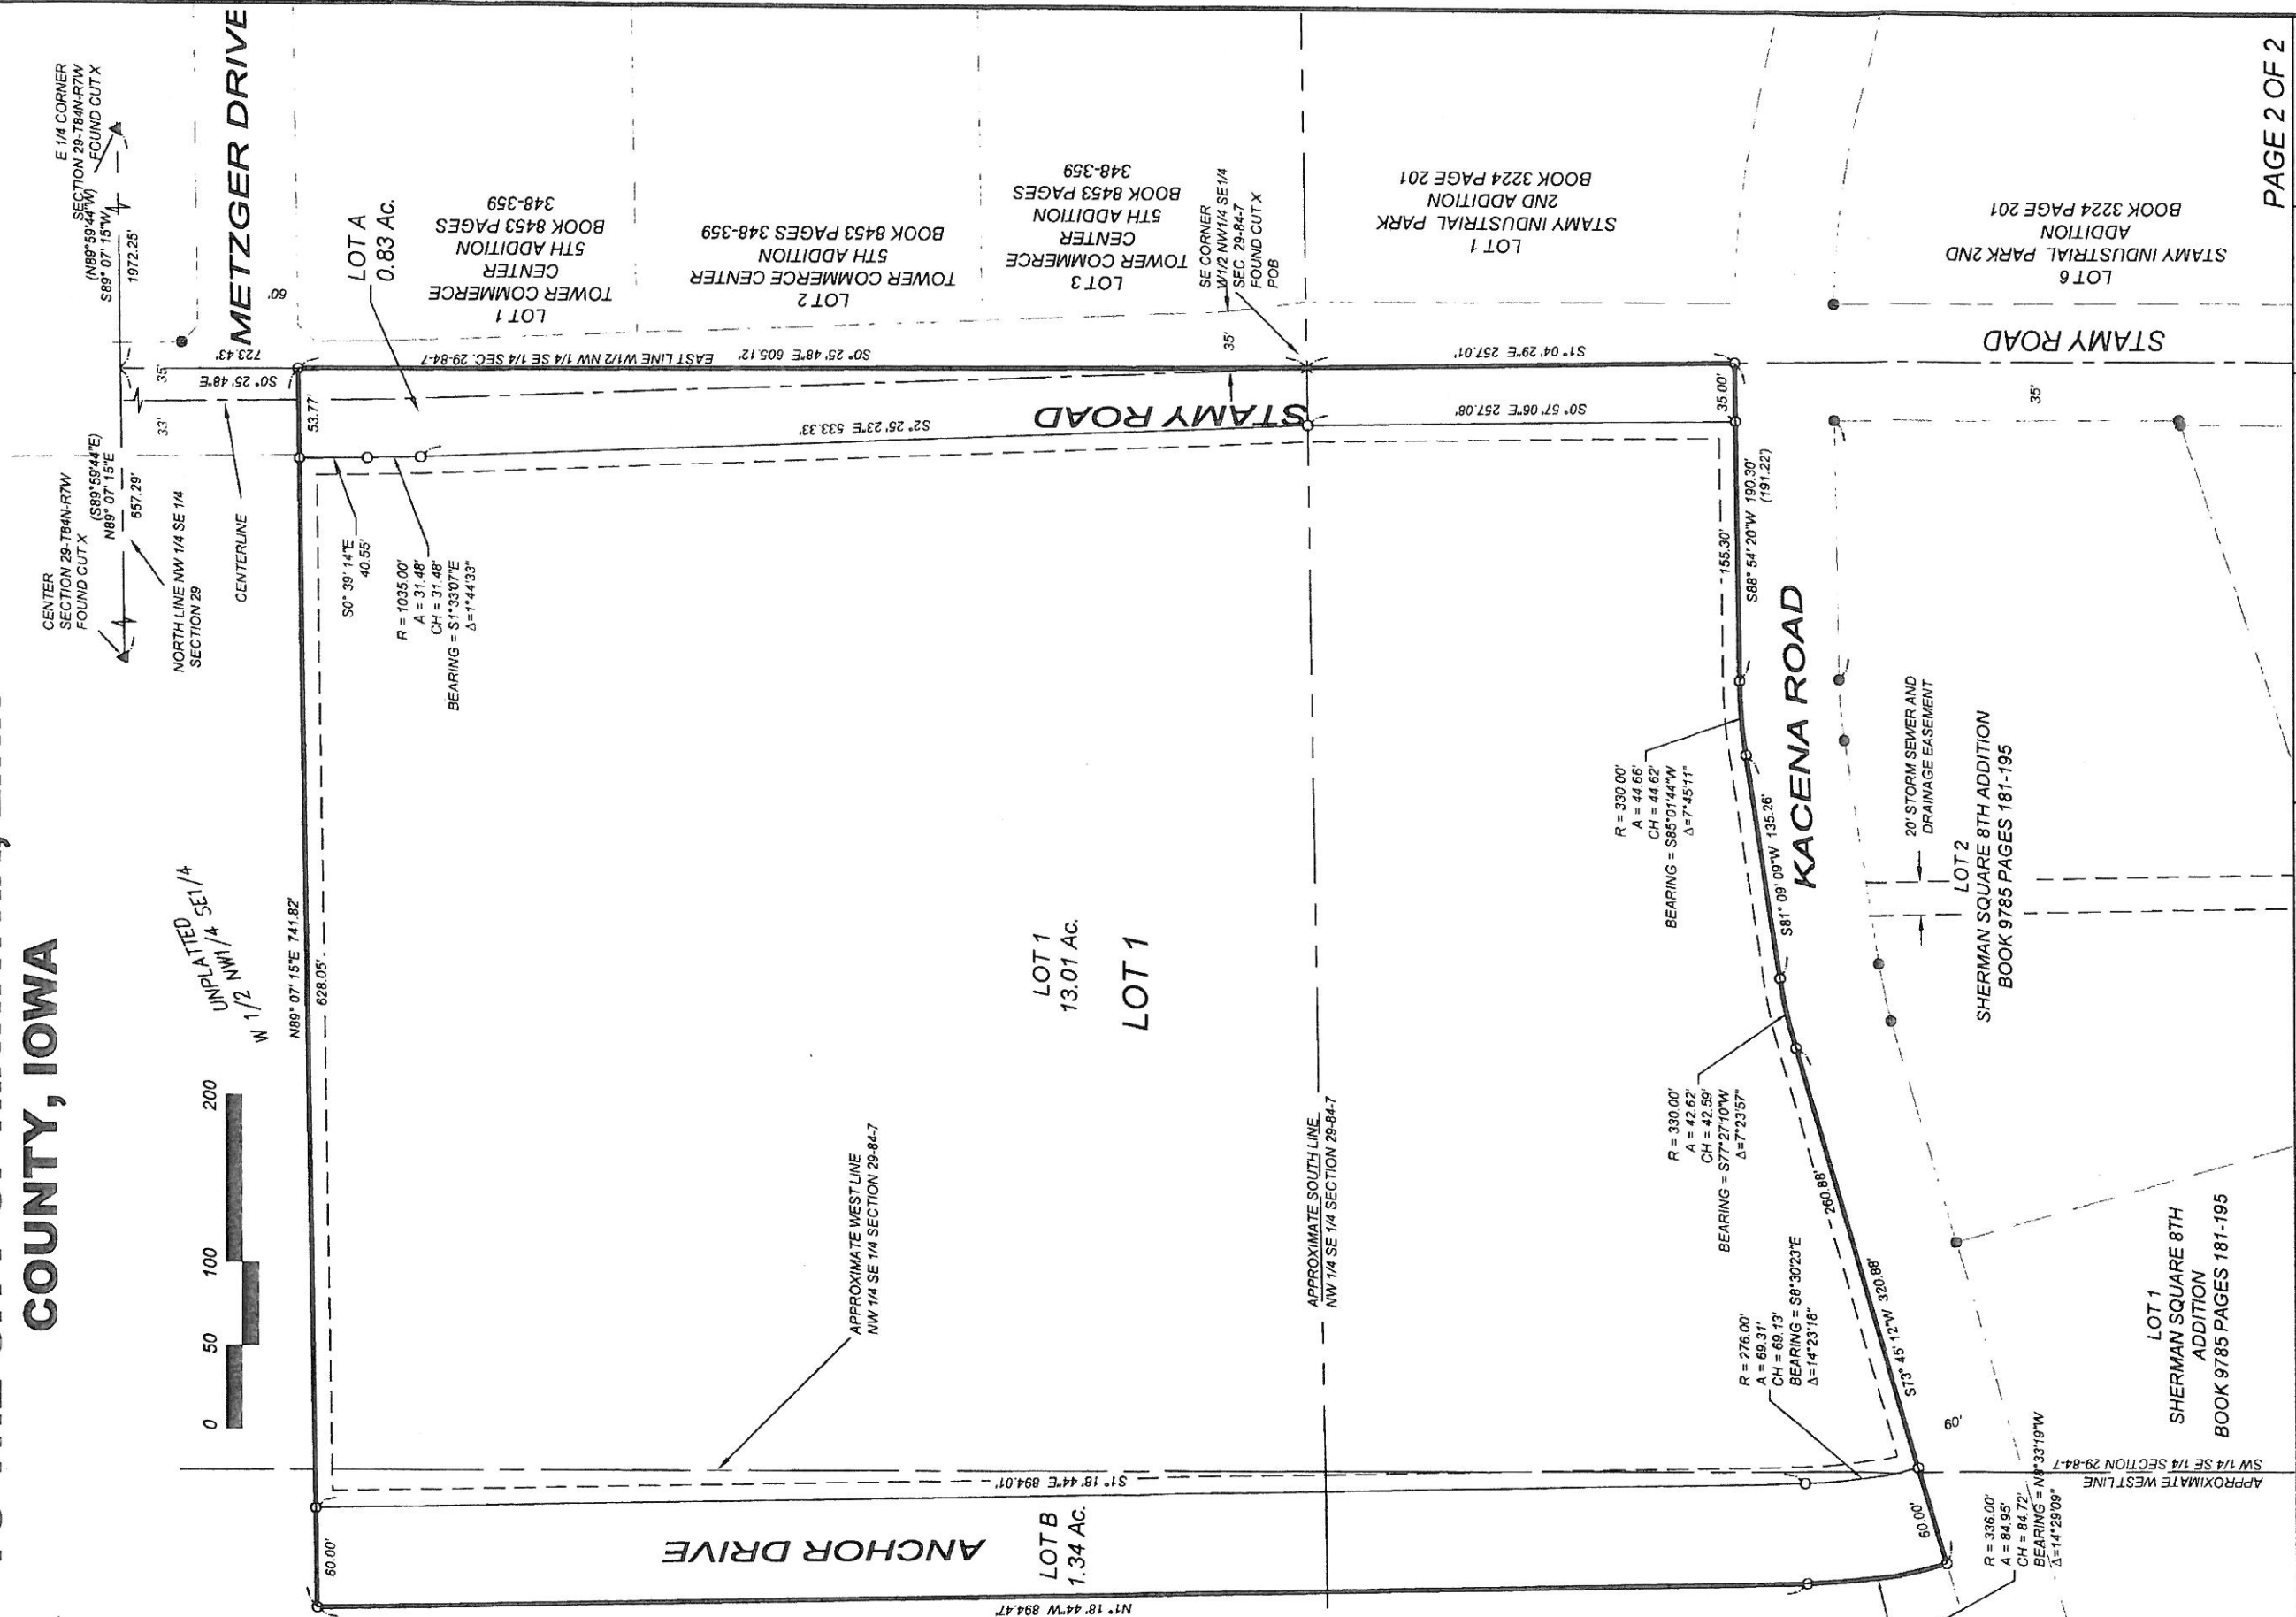 COUNTY, IOWA
0 50 100 200
UNPLATTED
W 1/2 NW1/4 SE1/4
CENTER
SECTION 29-T84N-R7W
FOUND CUT X
(S89°59'44"E)
N89° 07' 15"E
657.29'
NORTH LINE NW 1/4 SE 1/4
SECTION 29
CENTERLINE
E 1/4 CORNER
SECTION 29-T84N-R7W
FOUND CUT X
(N89°59'44"W)
S89° 07' 15"W
1972.25'
METZGER DRIVE
60'
33'
35'
S0° 25' 48"E
723.43'
N89° 07' 15"E 741.82'
628.05'
60.00'
53.77'
LOT A
0.83 Ac.
S0° 39' 14"E
40.55'
R = 1035.00'
A = 31.48'
CH = 31.48'
BEARING = S1°33'07"E
Δ=1°44'33"
S0° 25' 48"E 605.12'
EAST LINE W1/2 NW 1/4 SE 1/4 SEC. 29-84-7
S2° 25' 23"E 533.33'
STAMY ROAD
LOT 1
TOWER COMMERCE
CENTER
5TH ADDITION
BOOK 8453 PAGES
348-359
LOT 2
TOWER COMMERCE CENTER
5TH ADDITION
BOOK 8453 PAGES 348-359
LOT 3
TOWER COMMERCE
CENTER
5TH ADDITION
BOOK 8453 PAGES
348-359
35'
SE CORNER
W1/2 NW1/4 SE1/4
SEC. 29-84-7
FOUND CUT X
POB
LOT 1
STAMY INDUSTRIAL PARK
2ND ADDITION
BOOK 3224 PAGE 201
S1° 04' 29"E 257.01'
S0° 57' 06"E 257.08'
35.00'
LOT 1
13.01 Ac.
LOT 1
APPROXIMATE WEST LINE
NW 1/4 SE 1/4 SECTION 29-84-7
APPROXIMATE SOUTH LINE
NW 1/4 SE 1/4 SECTION 29-84-7
S1° 18' 44"E 894.01'
ANCHOR DRIVE
LOT B
1.34 Ac.
N1° 18' 44"W 894.47'
155.30'
S88° 54' 20"W 190.30'
(191.22')
R = 330.00'
A = 44.66'
CH = 44.62'
BEARING = S85°01'44"W
Δ=7°45'11"
S81° 09' 09"W 135.26'
KACENA ROAD
R = 330.00'
A = 42.62'
CH = 42.59'
BEARING = S77°27'10"W
Δ=7°23'57"
260.88'
S73° 45' 12"W 320.88'
R = 276.00'
A = 69.31'
CH = 69.13'
BEARING = S8°30'23"E
Δ=14°23'18"
60.00'
60'
R = 336.00'
A = 84.95'
CH = 84.72'
BEARING = N8°33'19"W
Δ=14°29'09"
APPROXIMATE WEST LINE
SW 1/4 SE 1/4 SECTION 29-84-7
LOT 1
SHERMAN SQUARE 8TH
ADDITION
BOOK 9785 PAGES 181-195
20' STORM SEWER AND
DRAINAGE EASEMENT
LOT 2
SHERMAN SQUARE 8TH ADDITION
BOOK 9785 PAGES 181-195
35'
STAMY ROAD
LOT 6
STAMY INDUSTRIAL PARK 2ND
ADDITION
BOOK 3224 PAGE 201
PAGE 2 OF 2